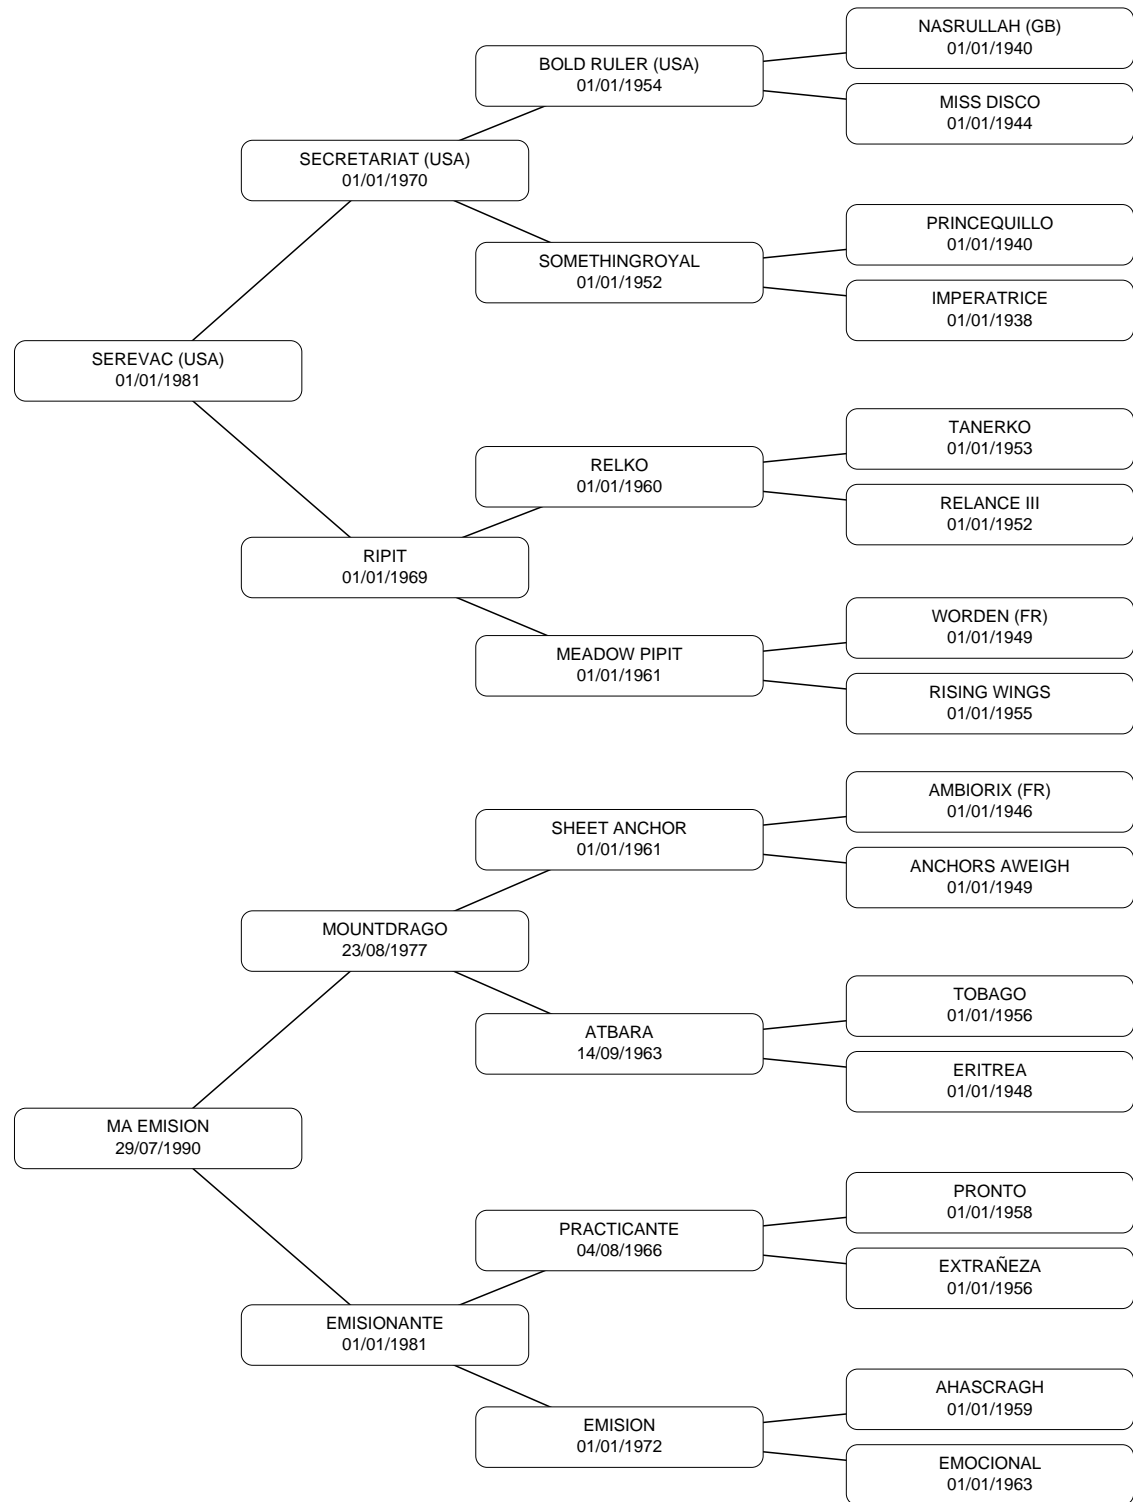 NASRULLAH (GB)
01/01/1940
BOLD RULER (USA)
01/01/1954
MISS DISCO
01/01/1944
SECRETARIAT (USA)
01/01/1970
PRINCEQUILLO
01/01/1940
SOMETHINGROYAL
01/01/1952
IMPERATRICE
01/01/1938
SEREVAC (USA)
01/01/1981
TANERKO
01/01/1953
RELKO
01/01/1960
RELANCE III
01/01/1952
RIPIT
01/01/1969
WORDEN (FR)
01/01/1949
MEADOW PIPIT
01/01/1961
RISING WINGS
01/01/1955
AMBIORIX (FR)
01/01/1946
SHEET ANCHOR
01/01/1961
ANCHORS AWEIGH
01/01/1949
MOUNTDRAGO
23/08/1977
TOBAGO
01/01/1956
ATBARA
14/09/1963
ERITREA
01/01/1948
MA EMISION
29/07/1990
PRONTO
01/01/1958
PRACTICANTE
04/08/1966
EXTRAÑEZA
01/01/1956
EMISIONANTE
01/01/1981
AHASCRAGH
01/01/1959
EMISION
01/01/1972
EMOCIONAL
01/01/1963